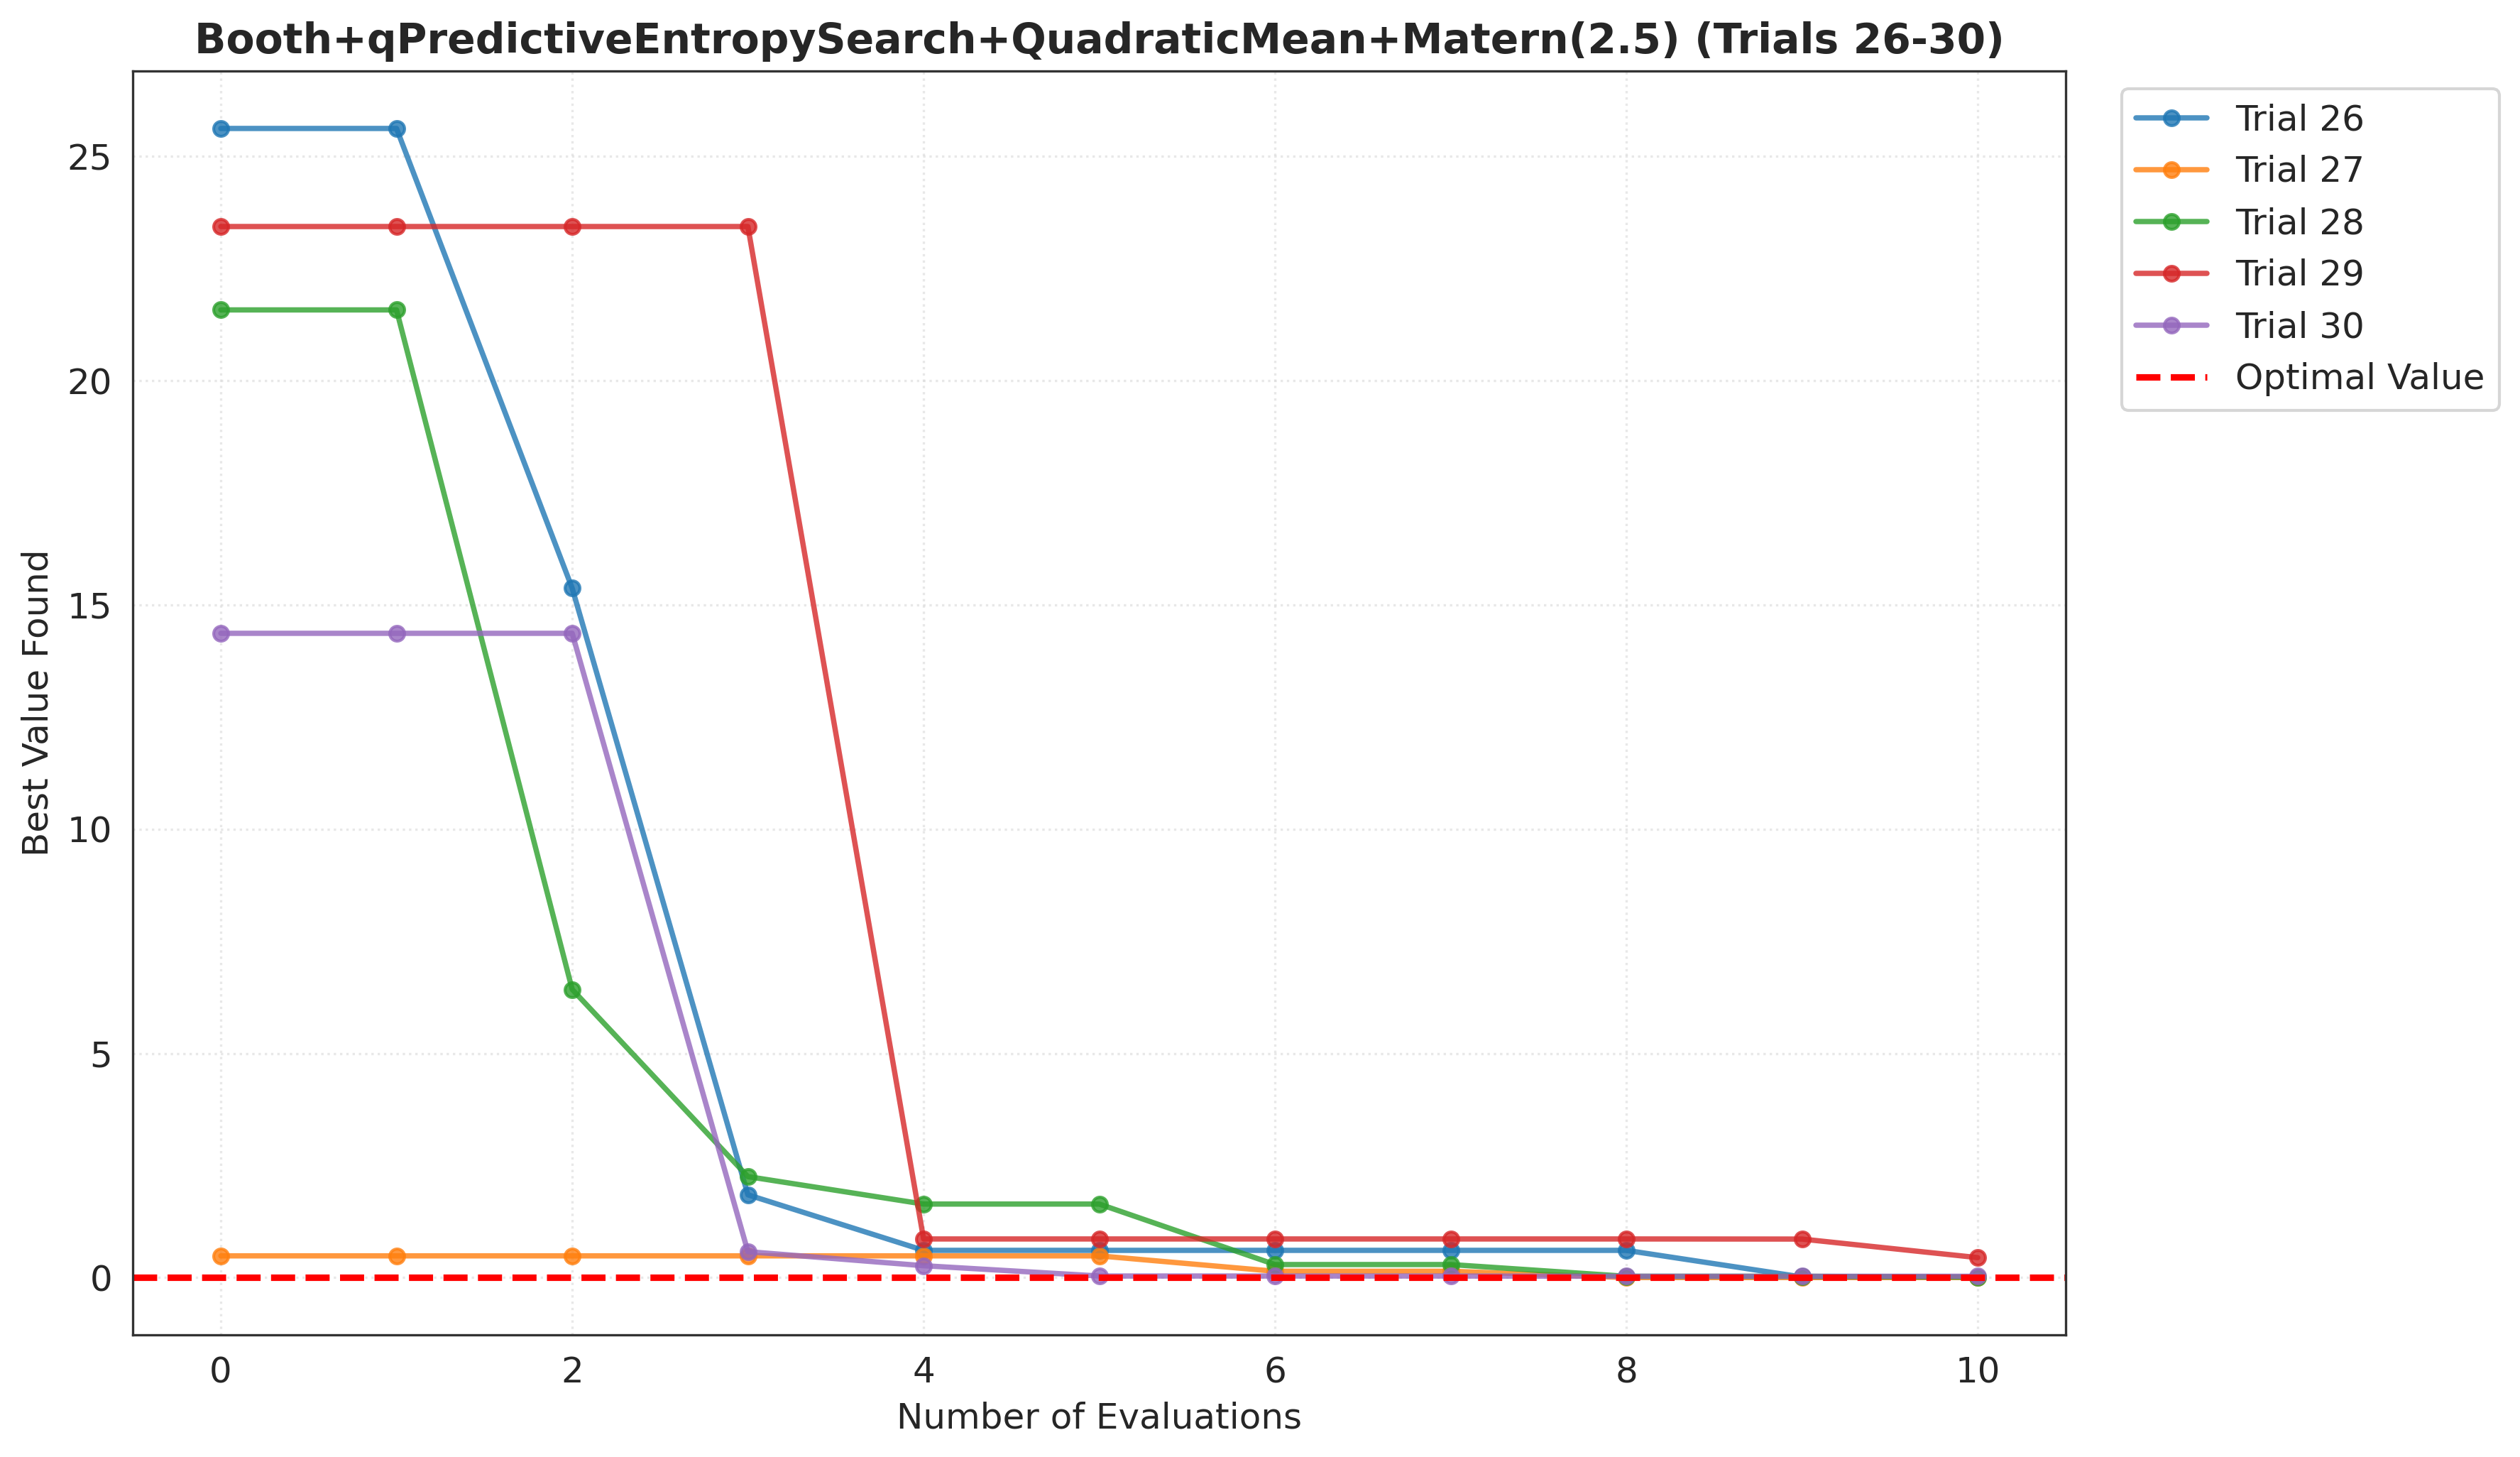 Booth+qPredictiveEntropySearch+QuadraticMean+Matern(2.5) (Trials 26-30)
Trial 26
Trial 27
Trial 28
Trial 29
Trial 30
Optimal Value
Best Value Found
25
20
15
10
5
0
0 2 4 6 8 10
Number of Evaluations